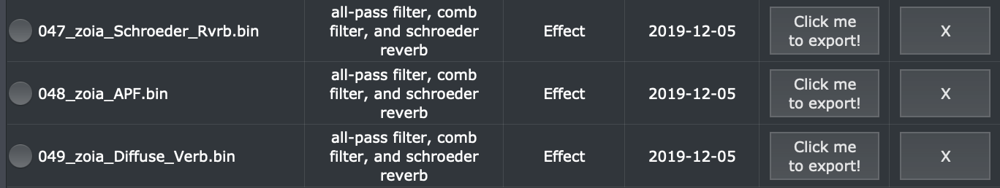 047_zoia_Schroeder_Rvrb.bin
all-pass filter, comb
filter, and schroeder
reverb
Effect
2019-12-05
Click me
to export!
X
048_zoia_APF.bin
all-pass filter, comb
filter, and schroeder
reverb
Effect
2019-12-05
Click me
to export!
X
049_zoia_Diffuse_Verb.bin
all-pass filter, comb
filter, and schroeder
reverb
Effect
2019-12-05
Click me
to export!
X